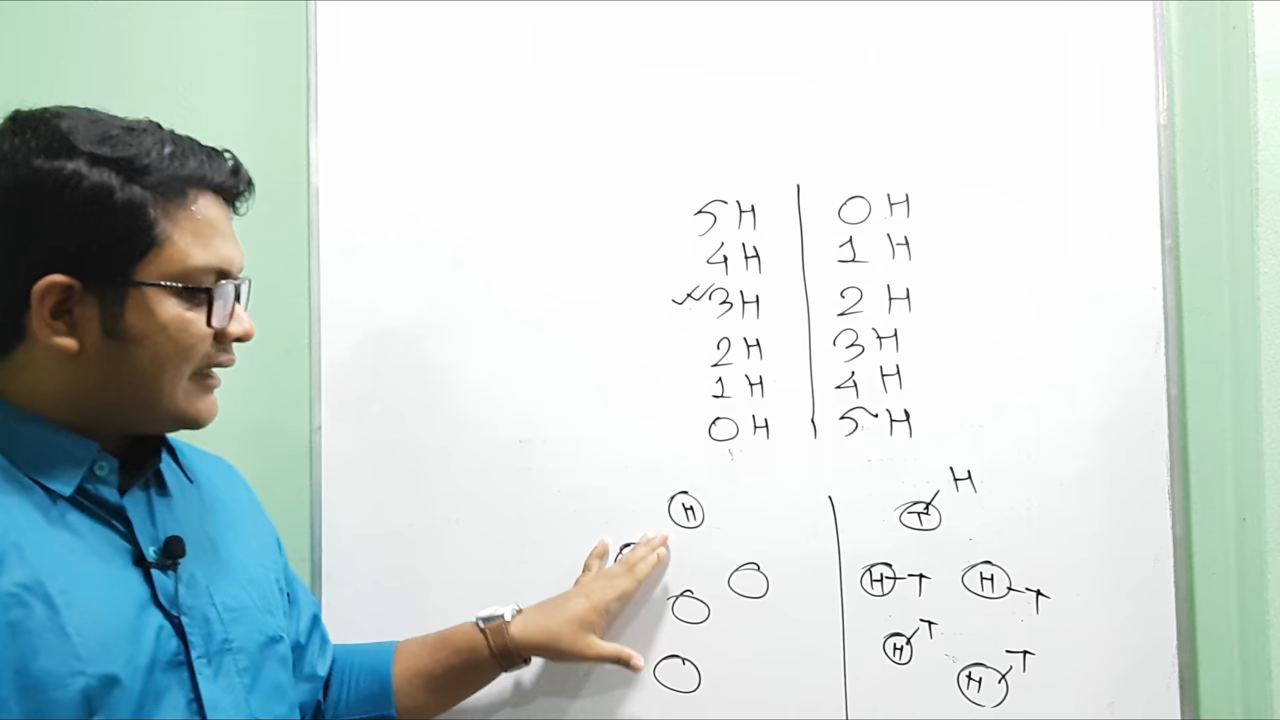 5H | 0 H
4H | 1 H
✓3H | 2 H
2H | 3 H
1H | 4 H
0H | 5 H
H
H T
H T H T
H T
H T